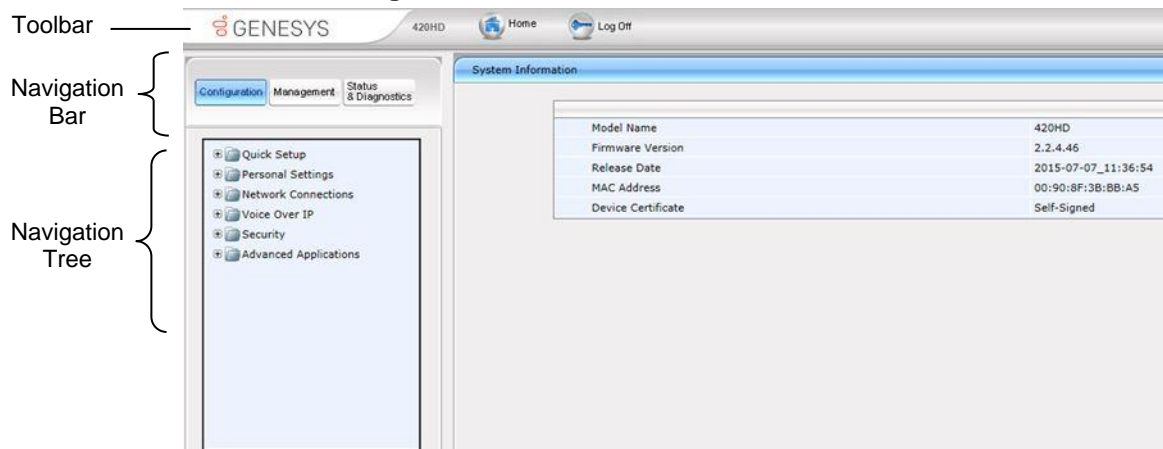 Toolbar
GENESYS
420HD
Home
Log Off
Navigation
Bar
Configuration
Management
Status
& Diagnostics
System Information
Model Name 420HD
Firmware Version 2.2.4.46
Release Date 2015-07-07_11:36:54
MAC Address 00:90:8F:3B:BB:A5
Device Certificate Self-Signed
Navigation
Tree
Quick Setup
Personal Settings
Network Connections
Voice Over IP
Security
Advanced Applications